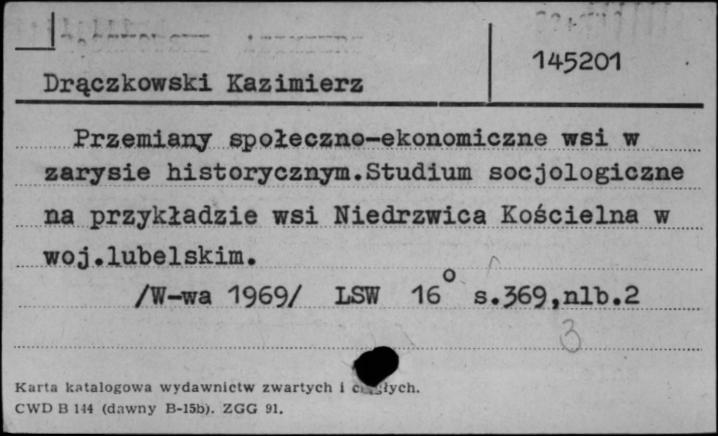 145201
Drączkowski Kazimierz
Przemiany społeczno-ekonomiczne wsi w
zarysie historycznym.Studium socjologiczne
na przykładzie wsi Niedrzwica Kościelna w
woj.lubelskim.
/W-wa 1969/ LSW 16° s.369,nlb.2
3
Karta katalogowa wydawnictw zwartych i
CWD B 144 (dawny B-15b). ZGG 91.